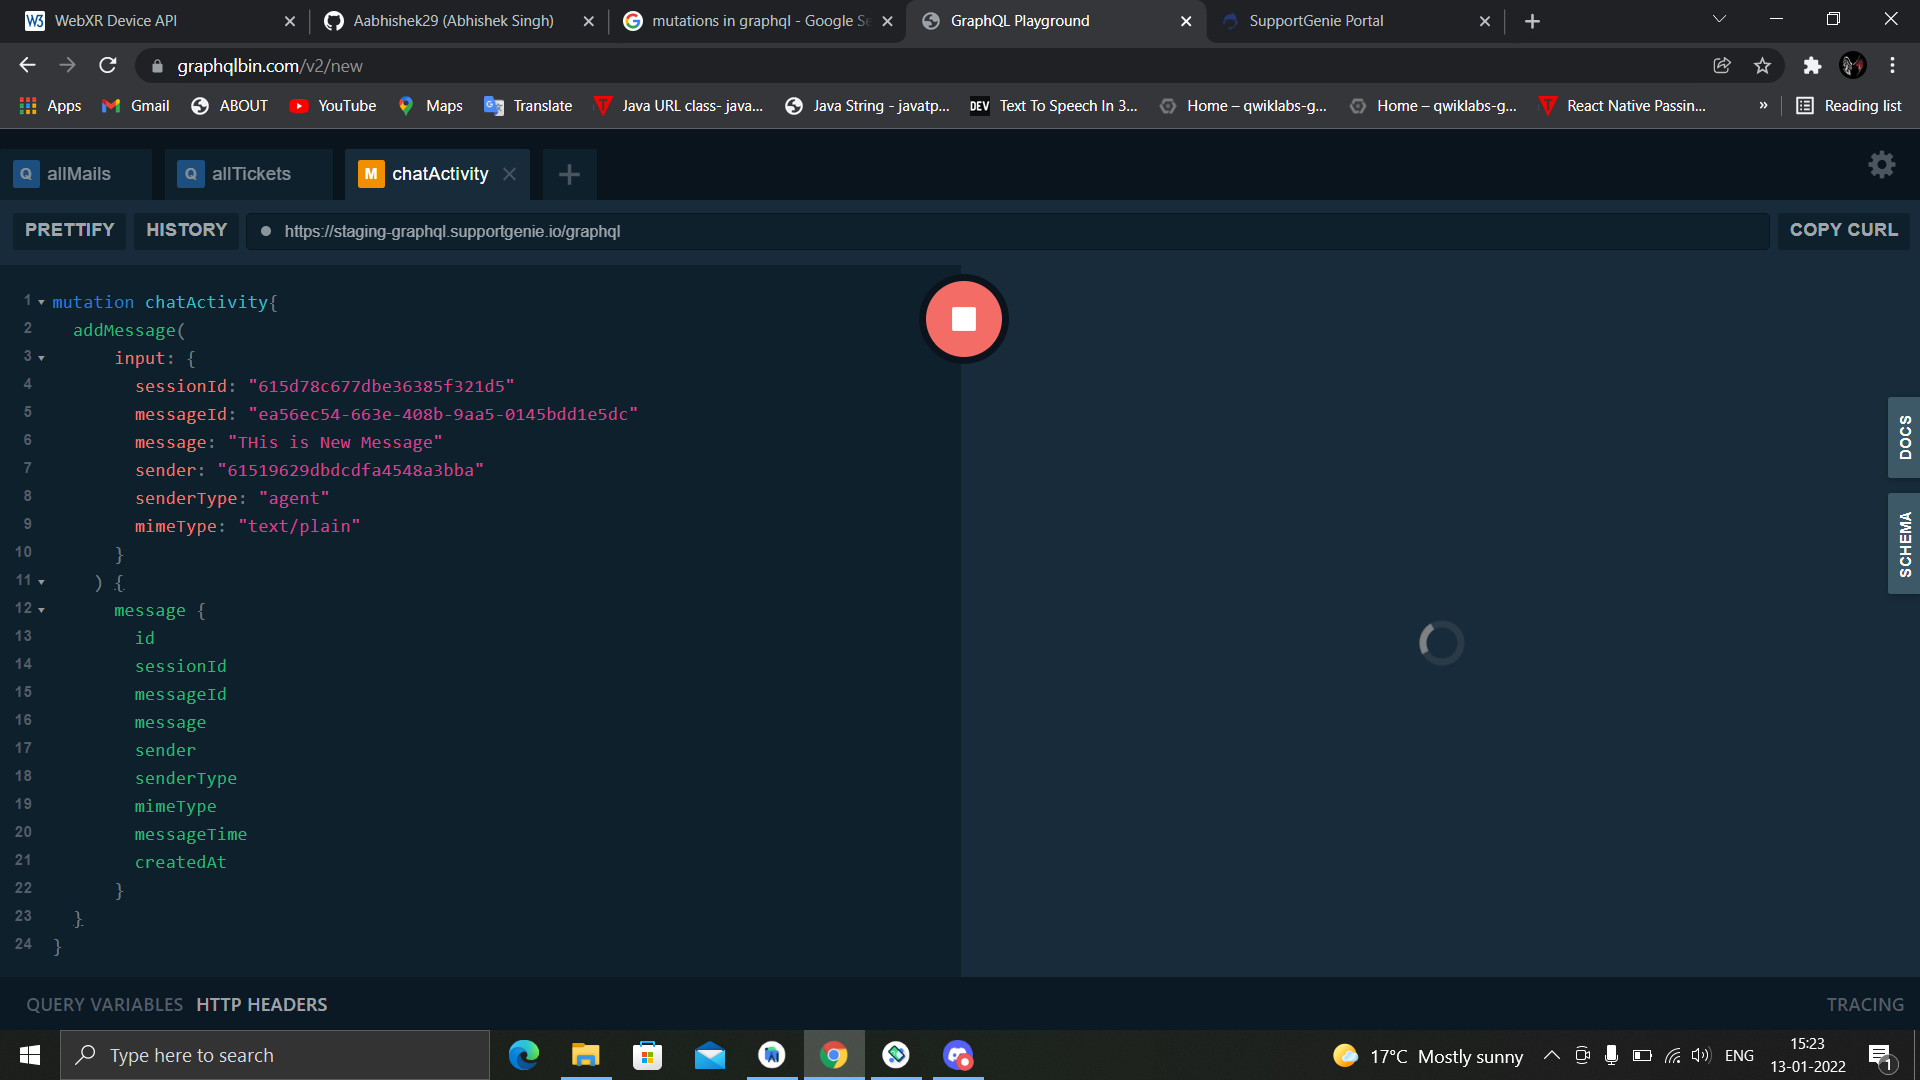 WebXR Device API
Aabhishek29 (Abhishek Singh)
mutations in graphql - Google Se
GraphQL Playground
SupportGenie Portal
graphqlbin.com/v2/new
Apps
Gmail
ABOUT
YouTube
Maps
Translate
Java URL class- java...
Java String - javatp...
DEV Text To Speech In 3...
Home – qwiklabs-g...
Home – qwiklabs-g...
React Native Passin...
»
Reading list
Q allMails
Q allTickets
M chatActivity
PRETTIFY
HISTORY
https://staging-graphql.supportgenie.io/graphql
COPY CURL
1 mutation chatActivity{
2 addMessage(
3 input: {
4 sessionId: "615d78c677dbe36385f321d5"
5 messageId: "ea56ec54-663e-408b-9aa5-0145bdd1e5dc"
6 message: "THis is New Message"
7 sender: "61519629dbdcdfa4548a3bba"
8 senderType: "agent"
9 mimeType: "text/plain"
10 }
11 ) {
12 message {
13 id
14 sessionId
15 messageId
16 message
17 sender
18 senderType
19 mimeType
20 messageTime
21 createdAt
22 }
23 }
24 }
DOCS
SCHEMA
QUERY VARIABLES HTTP HEADERS
TRACING
Type here to search
17°C Mostly sunny
ENG
15:23
13-01-2022
1